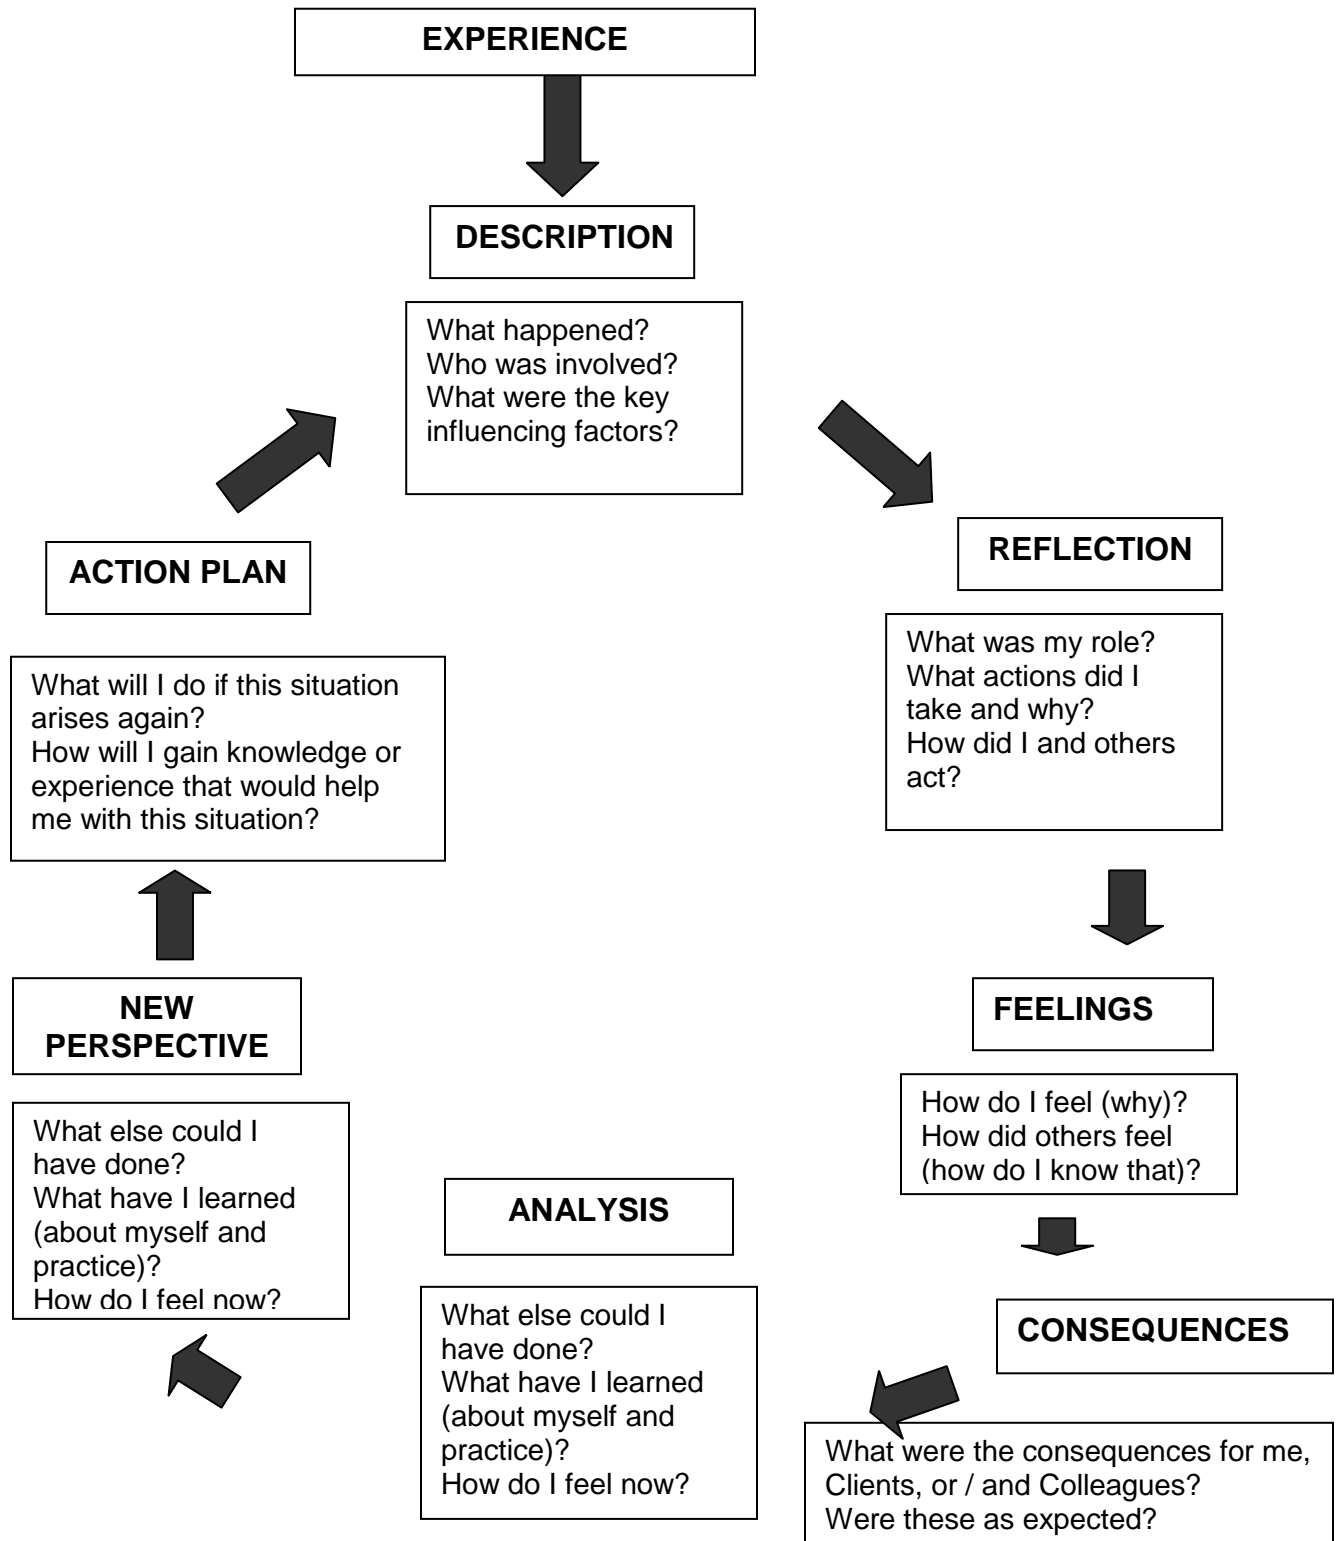 EXPERIENCE
DESCRIPTION
What happened?
Who was involved?
What were the key
influencing factors?
REFLECTION
What was my role?
What actions did I
take and why?
How did I and others
act?
FEELINGS
How do I feel (why)?
How did others feel
(how do I know that)?
CONSEQUENCES
What were the consequences for me,
Clients, or / and Colleagues?
Were these as expected?
ANALYSIS
What else could I
have done?
What have I learned
(about myself and
practice)?
How do I feel now?
NEW
PERSPECTIVE
What else could I
have done?
What have I learned
(about myself and
practice)?
How do I feel now?
ACTION PLAN
What will I do if this situation
arises again?
How will I gain knowledge or
experience that would help
me with this situation?